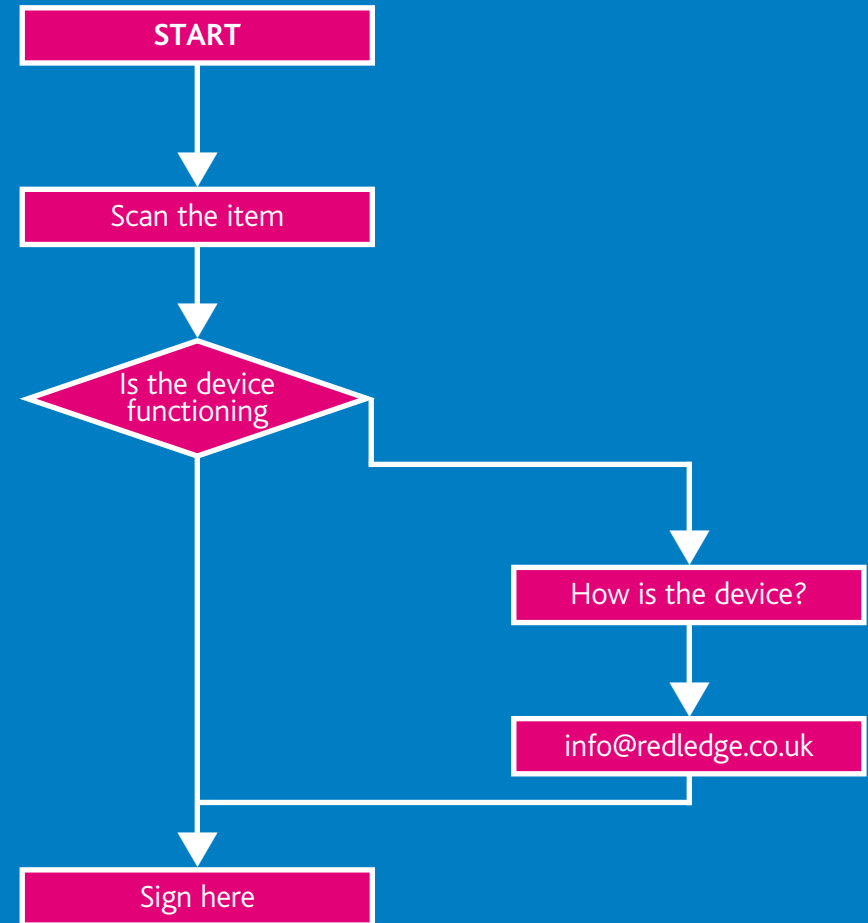 START
Scan the item
Is the device
functioning
How is the device?
info@redledge.co.uk
Sign here